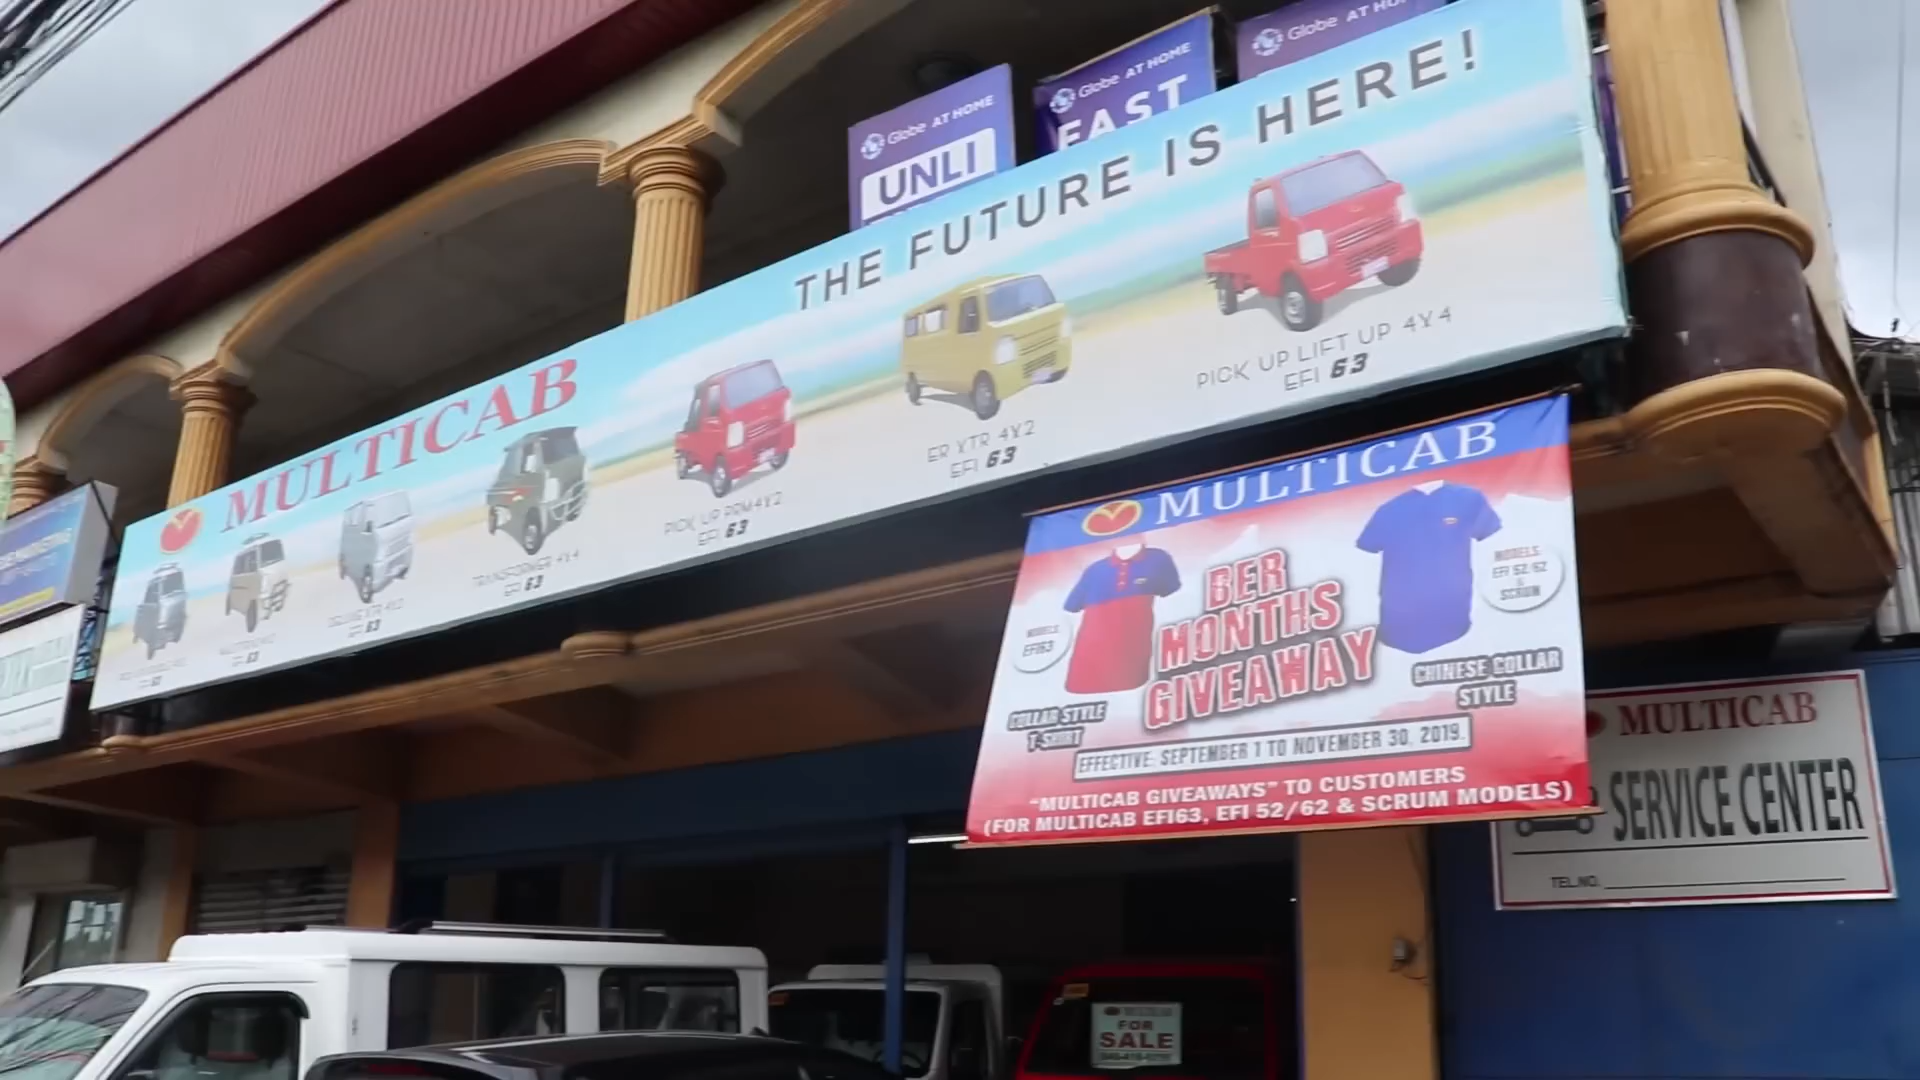 Globe AT HOME
UNLI
Globe AT HOME
FAST
Globe AT HO
THE FUTURE IS HERE!
MULTICAB
TRANSFORMER 4X4
EFI 63
PICK UP PRM4X2
EFI 63
ER XTR 4X2
EFI 63
PICK UP LIFT UP 4X4
EFI 63
MULTICAB
BER
MONTHS
GIVEAWAY
MODELS:
EFI63
MODELS:
EFI 52/62
&
SCRUM
COLLAR STYLE
T-SHIRT
CHINESE COLLAR
STYLE
EFFECTIVE: SEPTEMBER 1 TO NOVEMBER 30, 2019.
"MULTICAB GIVEAWAYS" TO CUSTOMERS
(FOR MULTICAB EFI63, EFI 52/62 & SCRUM MODELS)
MULTICAB
SERVICE CENTER
TEL.NO.
MULTICAB
FOR
SALE